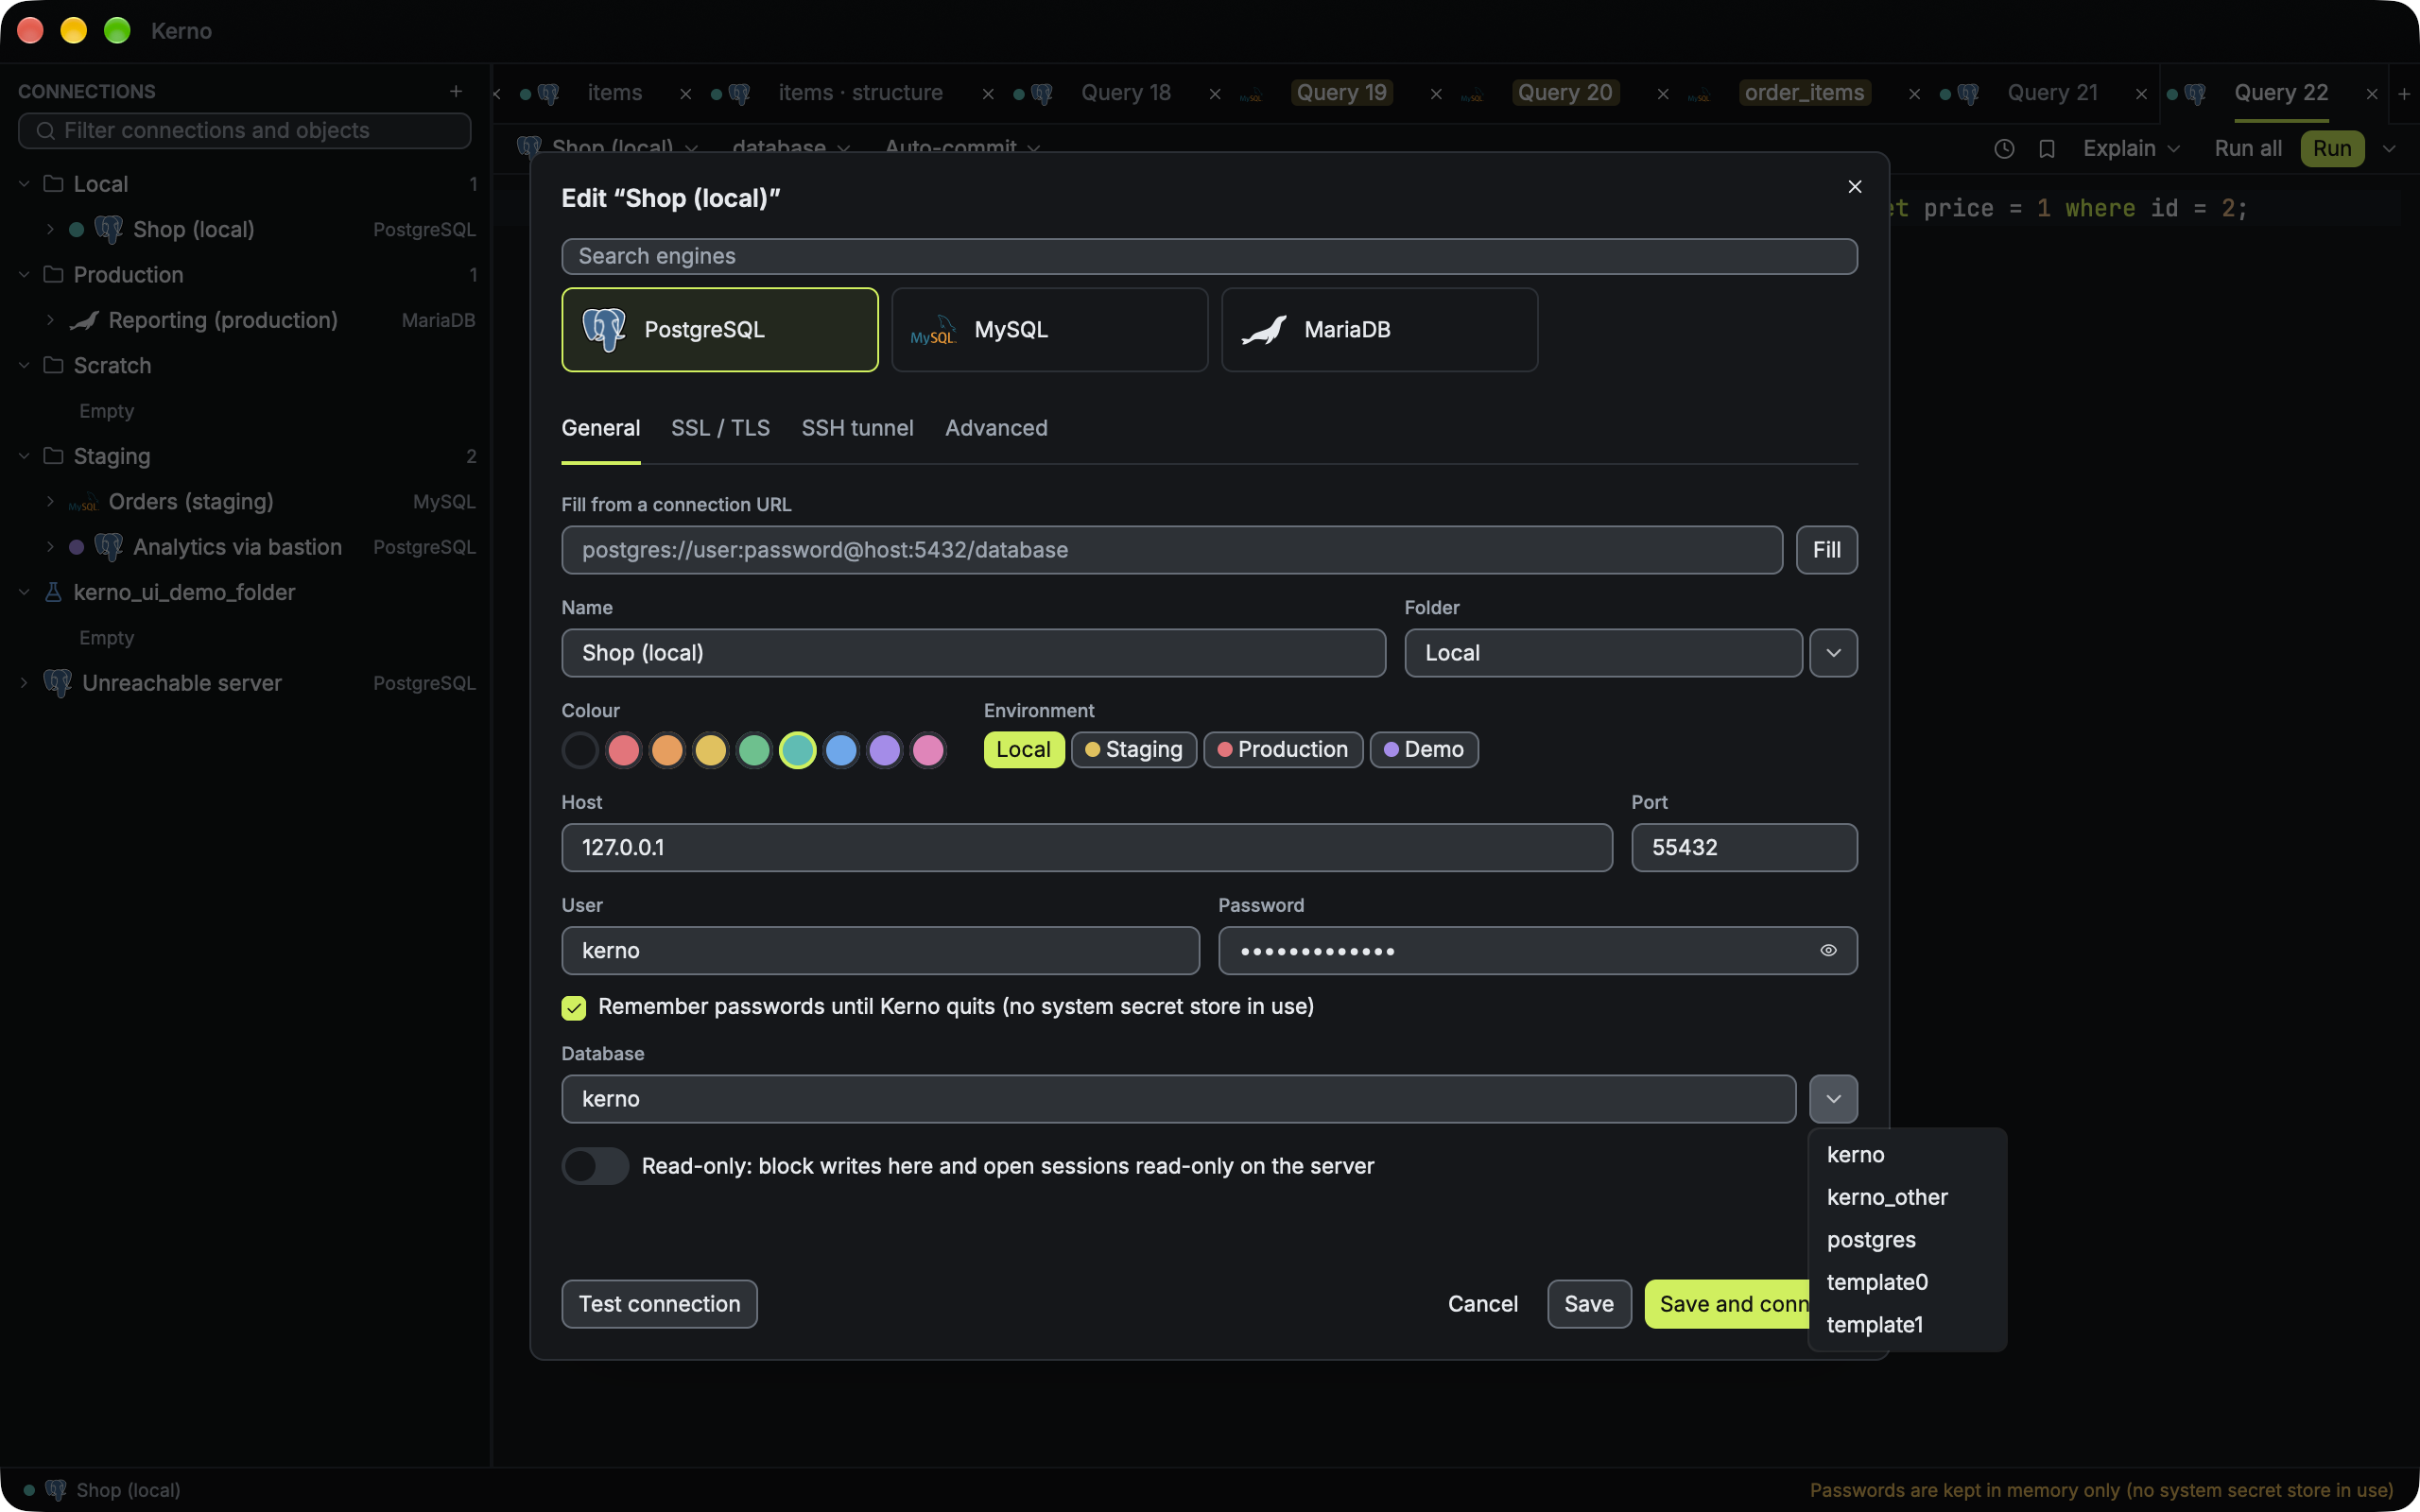 Kerno
CONNECTIONS
Filter connections and objects
Local 1
Shop (local) PostgreSQL
Production 1
Reporting (production) MariaDB
Scratch
Empty
Staging 2
MySQL Orders (staging) MySQL
Analytics via bastion PostgreSQL
kerno_ui_demo_folder
Empty
Unreachable server PostgreSQL
items items · structure Query 18 Query 19 Query 20 order_items Query 21 Query 22
Shop (local) database Auto-commit Explain Run all Run
price = 1 where id = 2;
Edit “Shop (local)”
Search engines
PostgreSQL MySQL MySQL MariaDB
General SSL / TLS SSH tunnel Advanced
Fill from a connection URL
postgres://user:password@host:5432/database Fill
Name Folder
Shop (local) Local
Colour Environment
Local Staging Production Demo
Host Port
127.0.0.1 55432
User Password
kerno
Remember passwords until Kerno quits (no system secret store in use)
Database
kerno
Read-only: block writes here and open sessions read-only on the server
kerno
kerno_other
postgres
template0
template1
Test connection Cancel Save Save and conn
Shop (local) Passwords are kept in memory only (no system secret store in use)